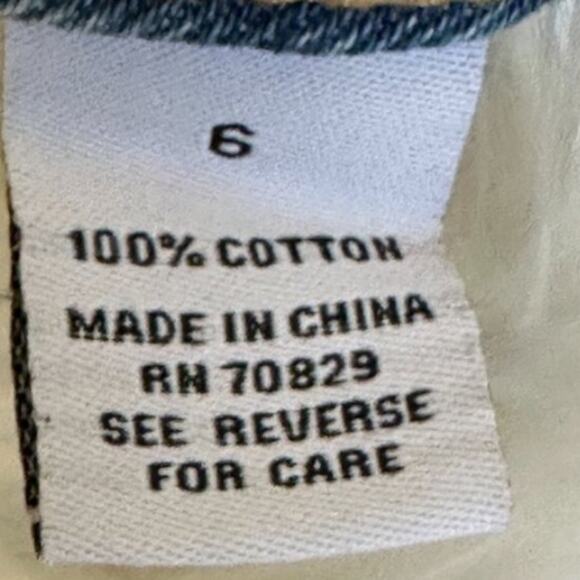 6
100% COTTON
MADE IN CHINA
RN 70829
SEE REVERSE
FOR CARE